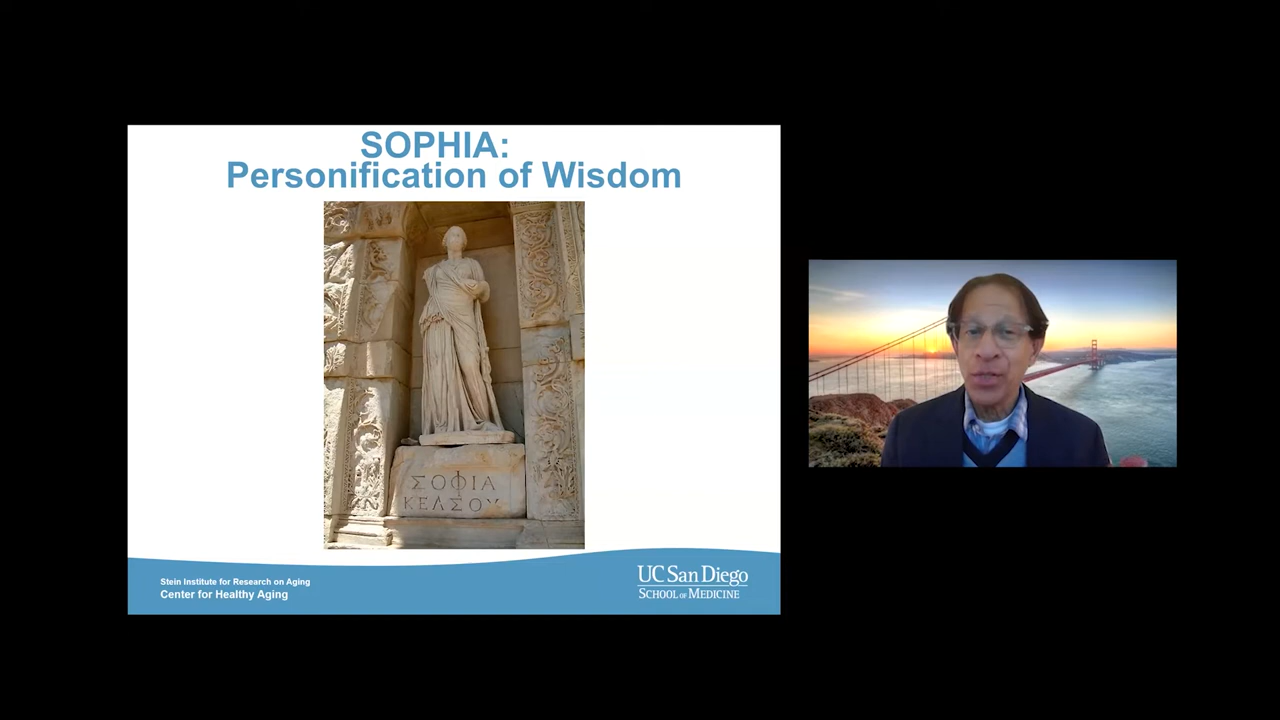 SOPHIA:
Personification of Wisdom
ΣΟΦΙΑ
ΚΕΛΣΟΥ
Stein Institute for Research on Aging
Center for Healthy Aging
UC San Diego
SCHOOL OF MEDICINE